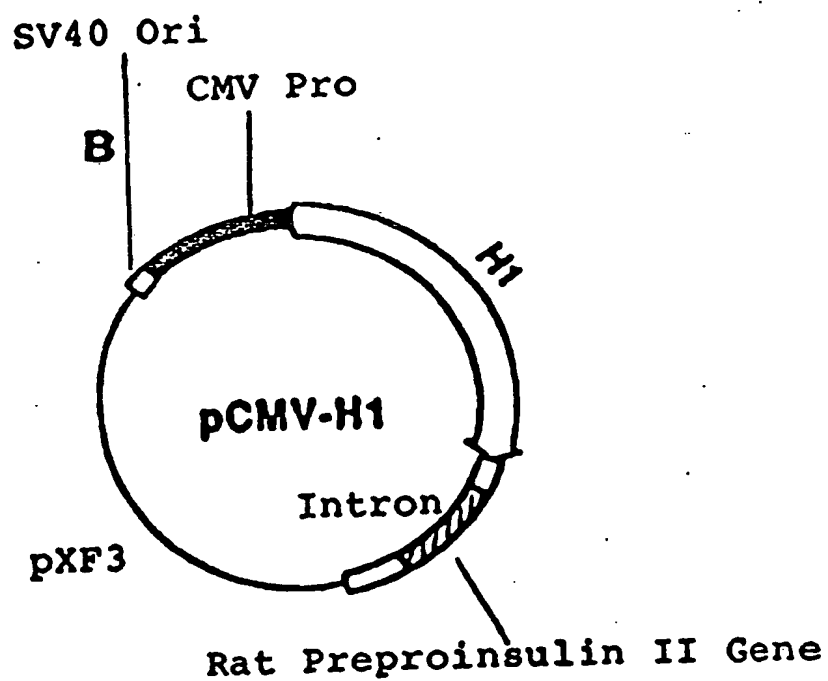 SV40 Ori
CMV Pro
B
H1
pCMV-H1
Intron
pXF3
Rat Preproinsulin II Gene